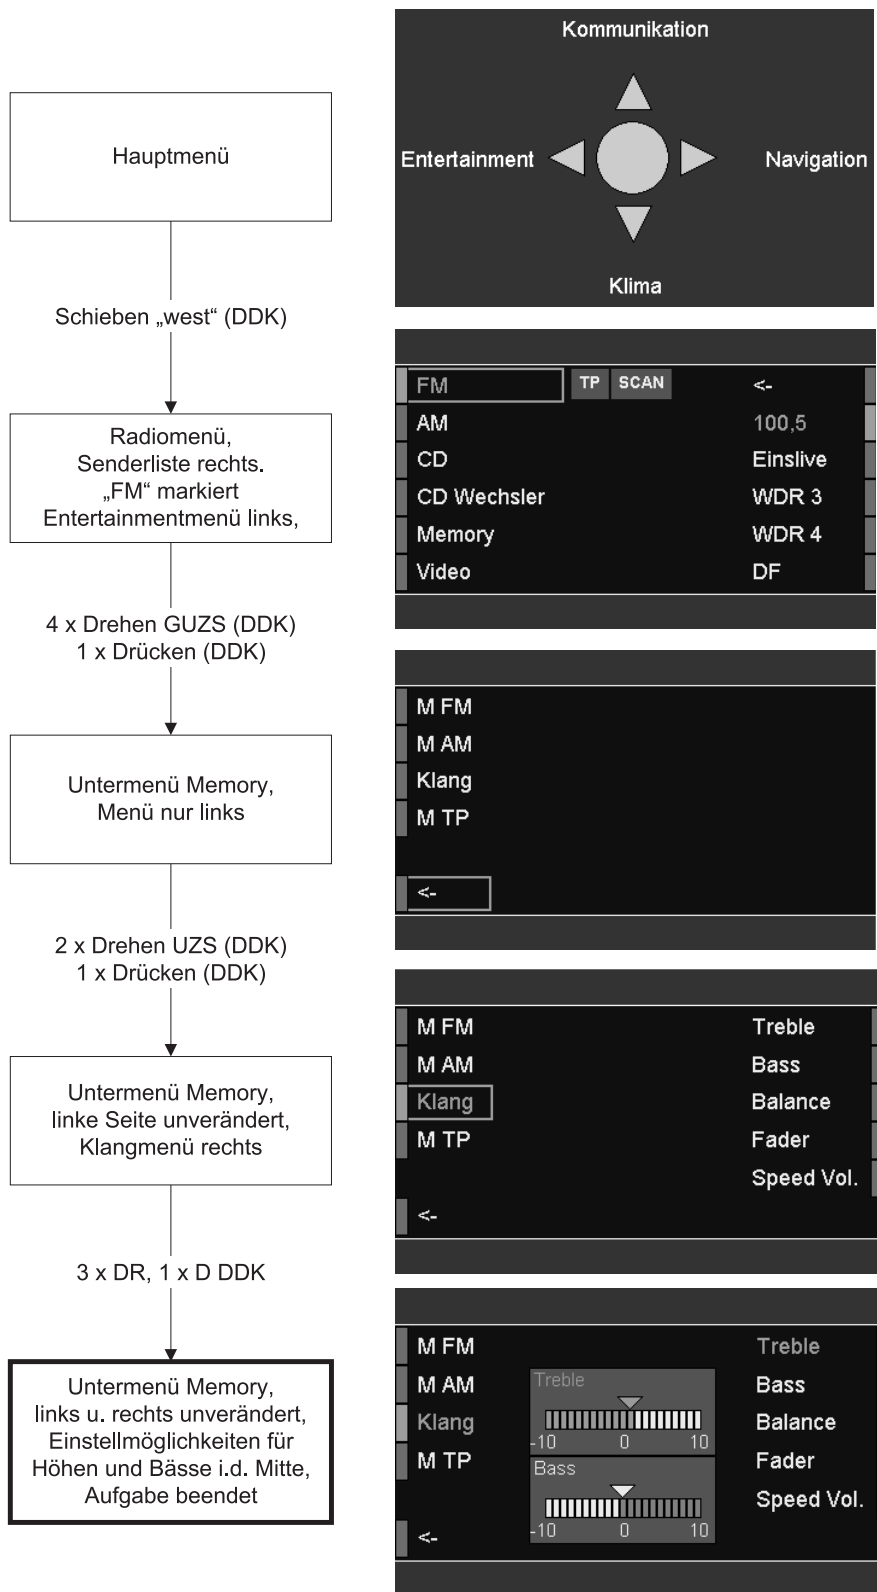 Hauptmenü
Schieben „west“ (DDK)
Radiomenü,
Senderliste rechts.
„FM“ markiert
Entertainmentmenü links,
4 x Drehen GUZS (DDK)
1 x Drücken (DDK)
Untermenü Memory,
Menü nur links
2 x Drehen UZS (DDK)
1 x Drücken (DDK)
Untermenü Memory,
linke Seite unverändert,
Klangmenü rechts
3 x DR, 1 x D DDK
Untermenü Memory,
links u. rechts unverändert,
Einstellmöglichkeiten für
Höhen und Bässe i.d. Mitte,
Aufgabe beendet
Kommunikation
Entertainment Navigation
Klima
FM TP SCAN <-
AM 100,5
CD Einslive
CD Wechsler WDR 3
Memory WDR 4
Video DF
M FM
M AM
Klang
M TP
<-
M FM Treble
M AM Bass
Klang Balance
M TP Fader
Speed Vol.
<-
M FM Treble
M AM Treble Bass
Klang Balance
-10 0 10
M TP Bass Fader
Speed Vol.
<- -10 0 10